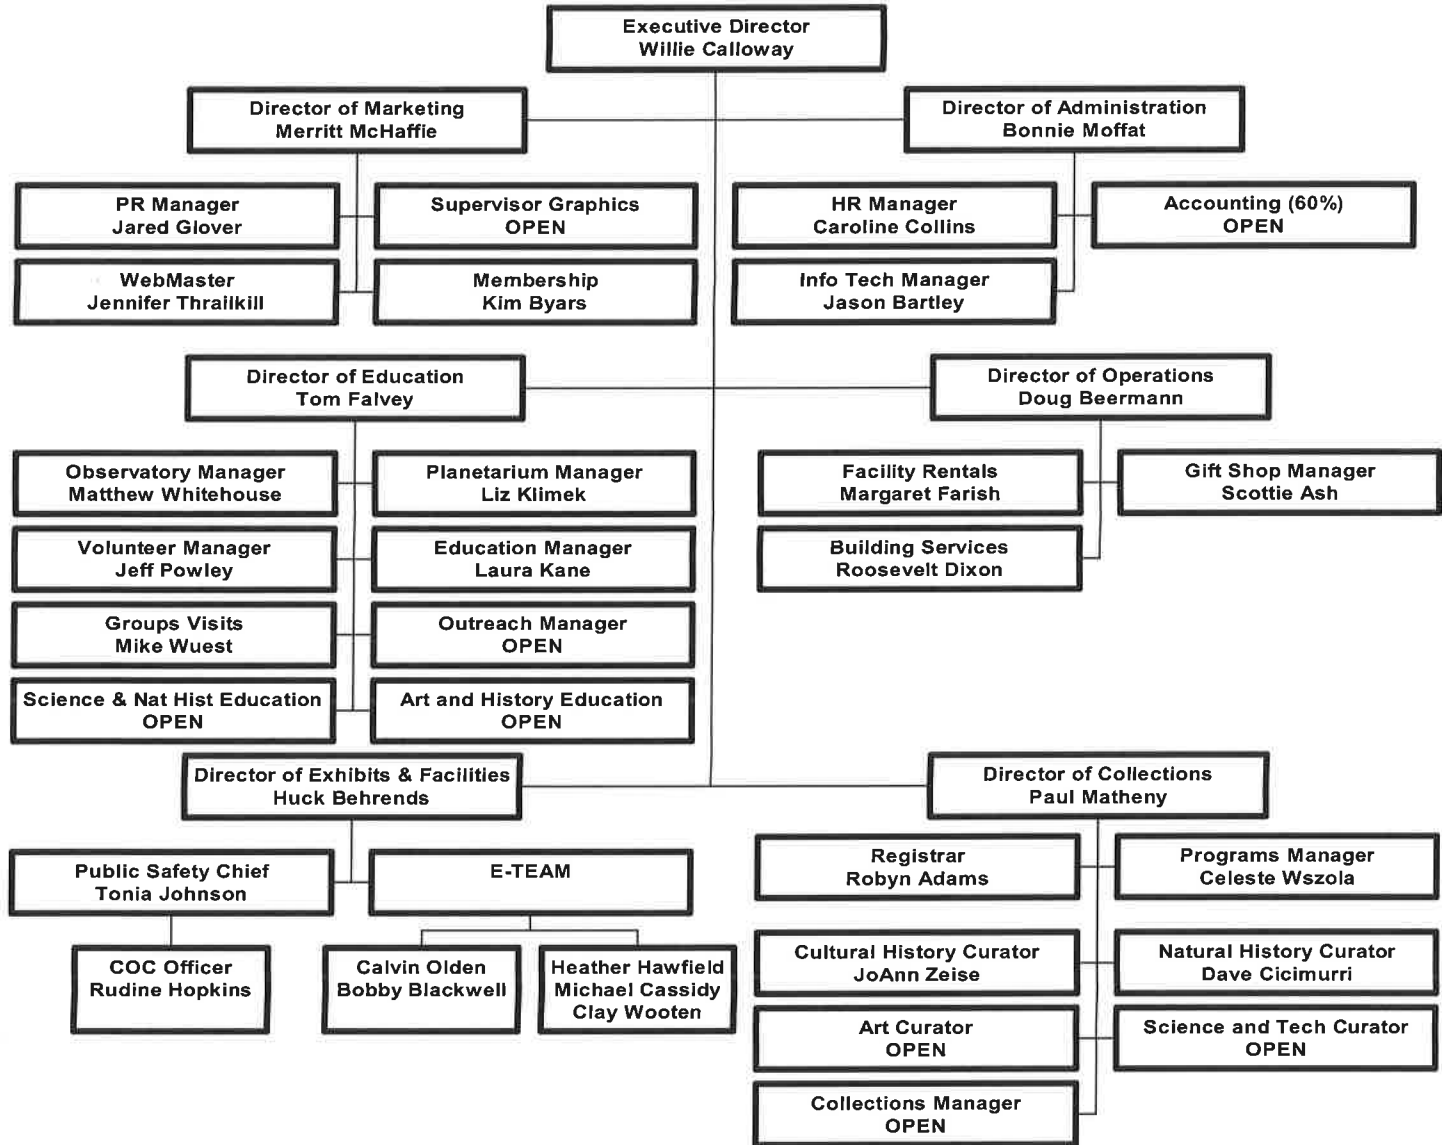 Executive Director
Willie Calloway
Director of Marketing
Merritt McHaffie
Director of Administration
Bonnie Moffat
PR Manager
Jared Glover
Supervisor Graphics
OPEN
HR Manager
Caroline Collins
Accounting (60%)
OPEN
WebMaster
Jennifer Thrailkill
Membership
Kim Byars
Info Tech Manager
Jason Bartley
Director of Education
Tom Falvey
Director of Operations
Doug Beermann
Observatory Manager
Matthew Whitehouse
Planetarium Manager
Liz Klimek
Facility Rentals
Margaret Farish
Gift Shop Manager
Scottie Ash
Volunteer Manager
Jeff Powley
Education Manager
Laura Kane
Building Services
Roosevelt Dixon
Groups Visits
Mike Wuest
Outreach Manager
OPEN
Science & Nat Hist Education
OPEN
Art and History Education
OPEN
Director of Exhibits & Facilities
Huck Behrends
Director of Collections
Paul Matheny
Public Safety Chief
Tonia Johnson
E-TEAM
Registrar
Robyn Adams
Programs Manager
Celeste Wszola
COC Officer
Rudine Hopkins
Calvin Olden
Bobby Blackwell
Heather Hawfield
Michael Cassidy
Clay Wooten
Cultural History Curator
JoAnn Zeise
Natural History Curator
Dave Cicimurri
Art Curator
OPEN
Science and Tech Curator
OPEN
Collections Manager
OPEN